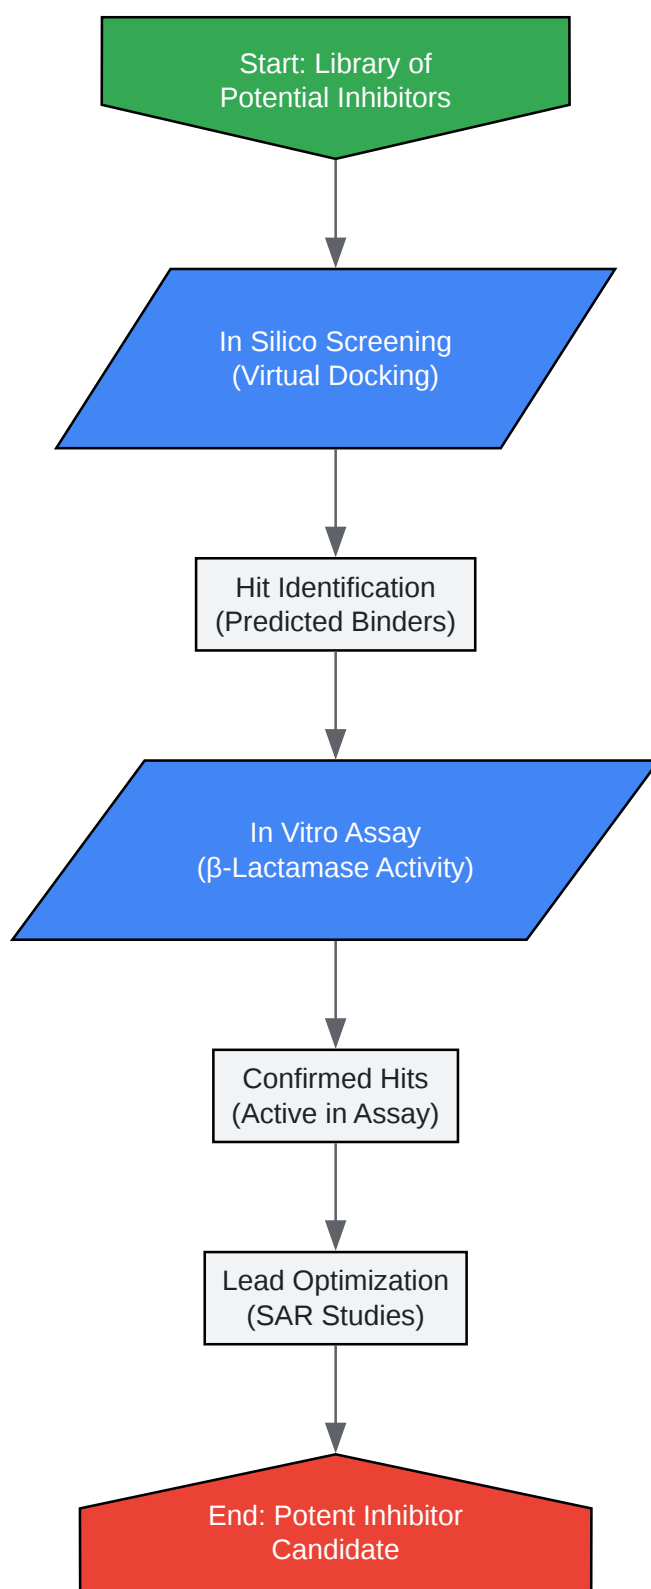 Start: Library of
Potential Inhibitors
In Silico Screening
(Virtual Docking)
Hit Identification
(Predicted Binders)
In Vitro Assay
(β-Lactamase Activity)
Confirmed Hits
(Active in Assay)
Lead Optimization
(SAR Studies)
End: Potent Inhibitor
Candidate